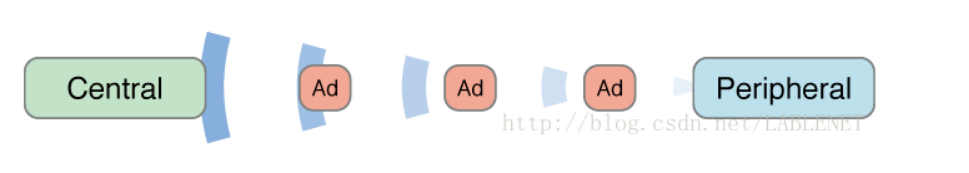 Central Ad Ad Ad Peripheral
http://blog.csdn.net/LABLENET